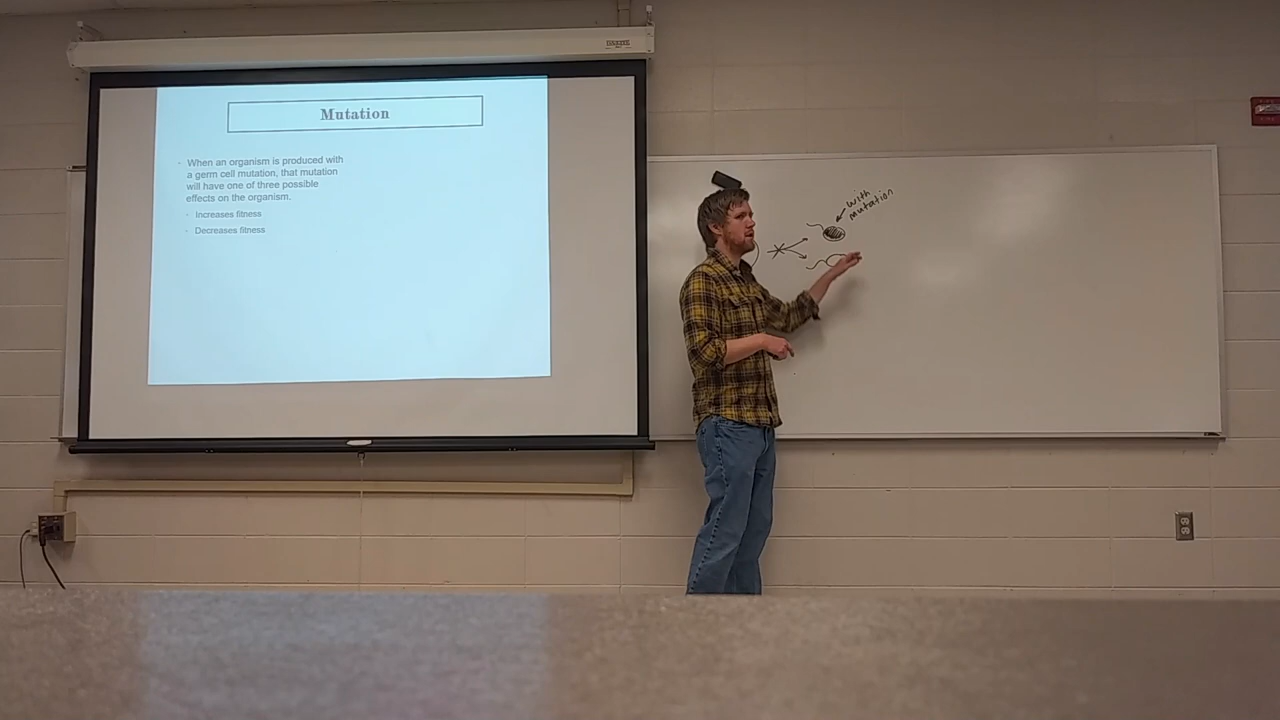 Mutation
- When an organism is produced with
a germ cell mutation, that mutation
will have one of three possible
effects on the organism.
- Increases fitness
- Decreases fitness
with
mutation